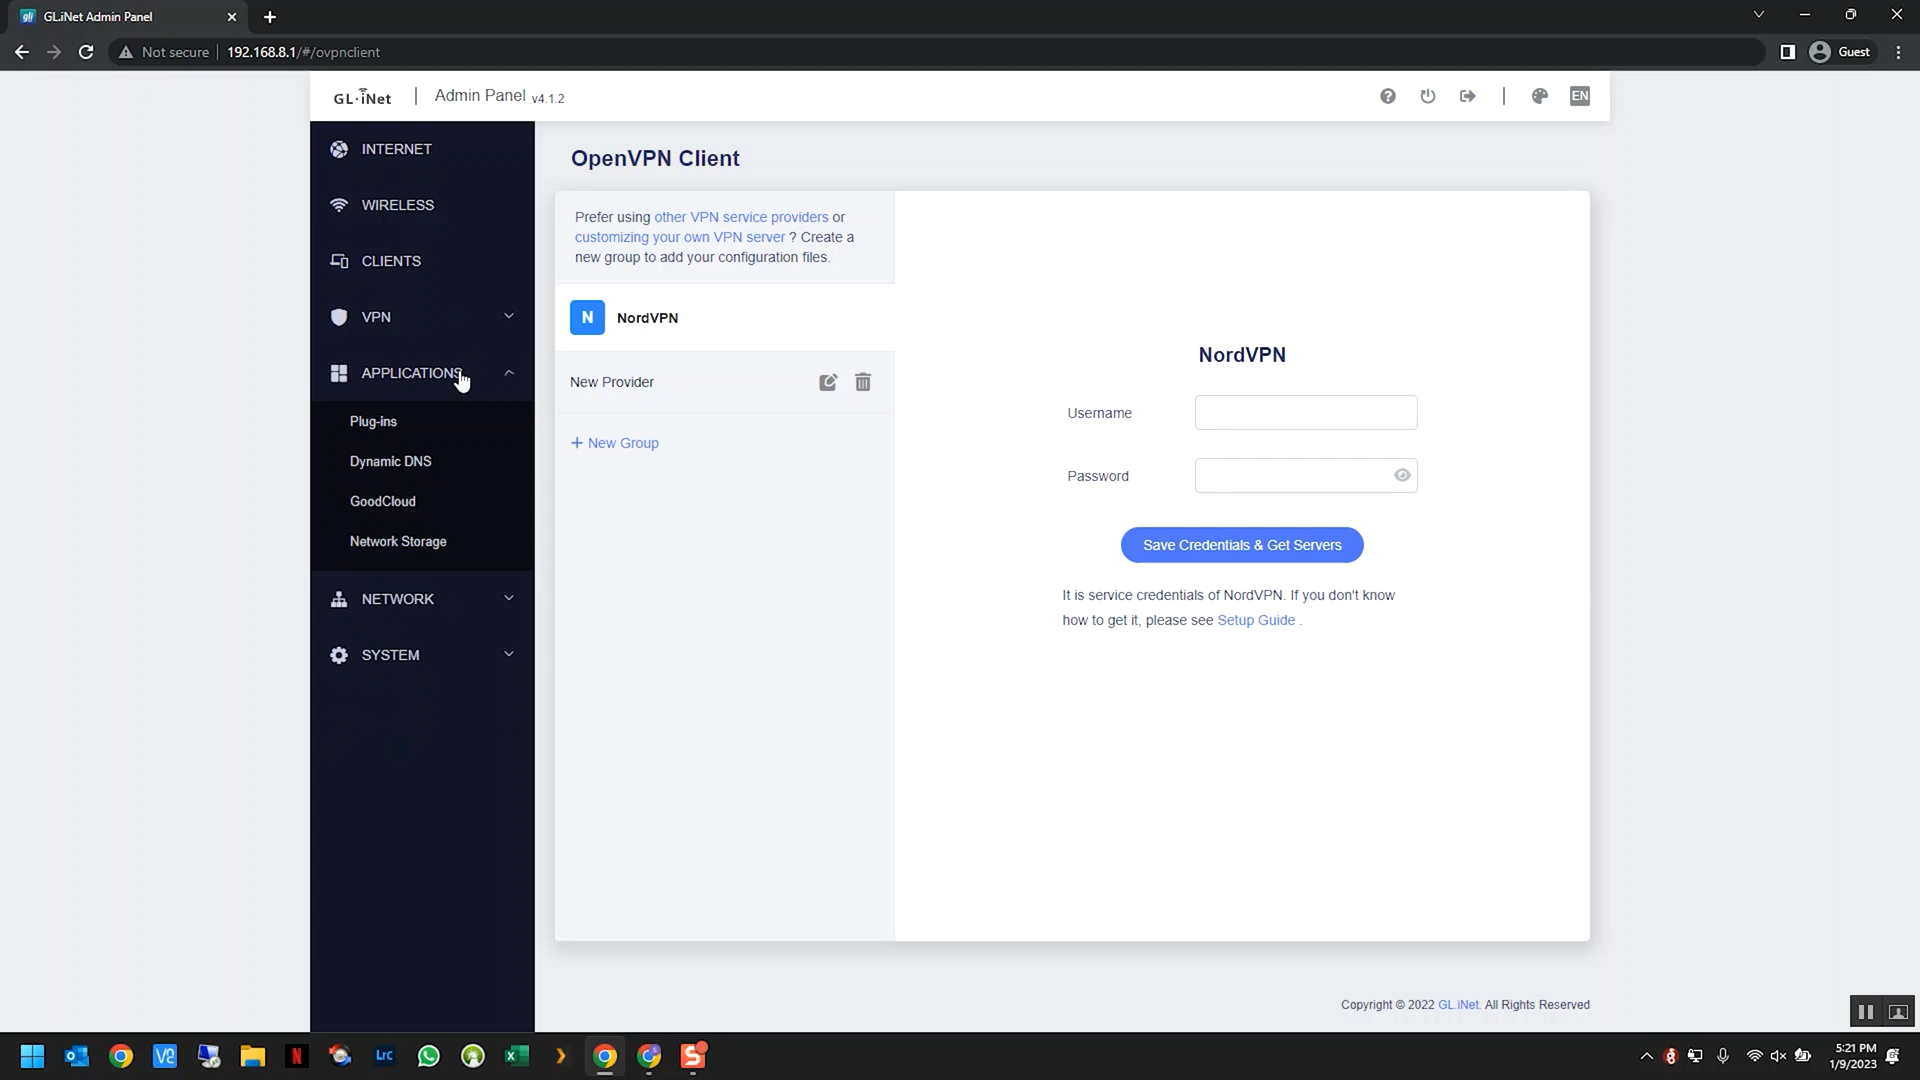 GL.iNet Admin Panel
Not secure
192.168.8.1/#/ovpnclient
Guest
GL·iNet
Admin Panel v4.1.2
EN
INTERNET
WIRELESS
CLIENTS
VPN
APPLICATIONS
Plug-ins
Dynamic DNS
GoodCloud
Network Storage
NETWORK
SYSTEM
OpenVPN Client
Prefer using other VPN service providers or
customizing your own VPN server ? Create a
new group to add your configuration files.
N NordVPN
New Provider
+ New Group
NordVPN
Username
Password
Save Credentials & Get Servers
It is service credentials of NordVPN. If you don't know
how to get it, please see Setup Guide .
Copyright © 2022 GL.iNet. All Rights Reserved
Lrc
5:21 PM
1/9/2023